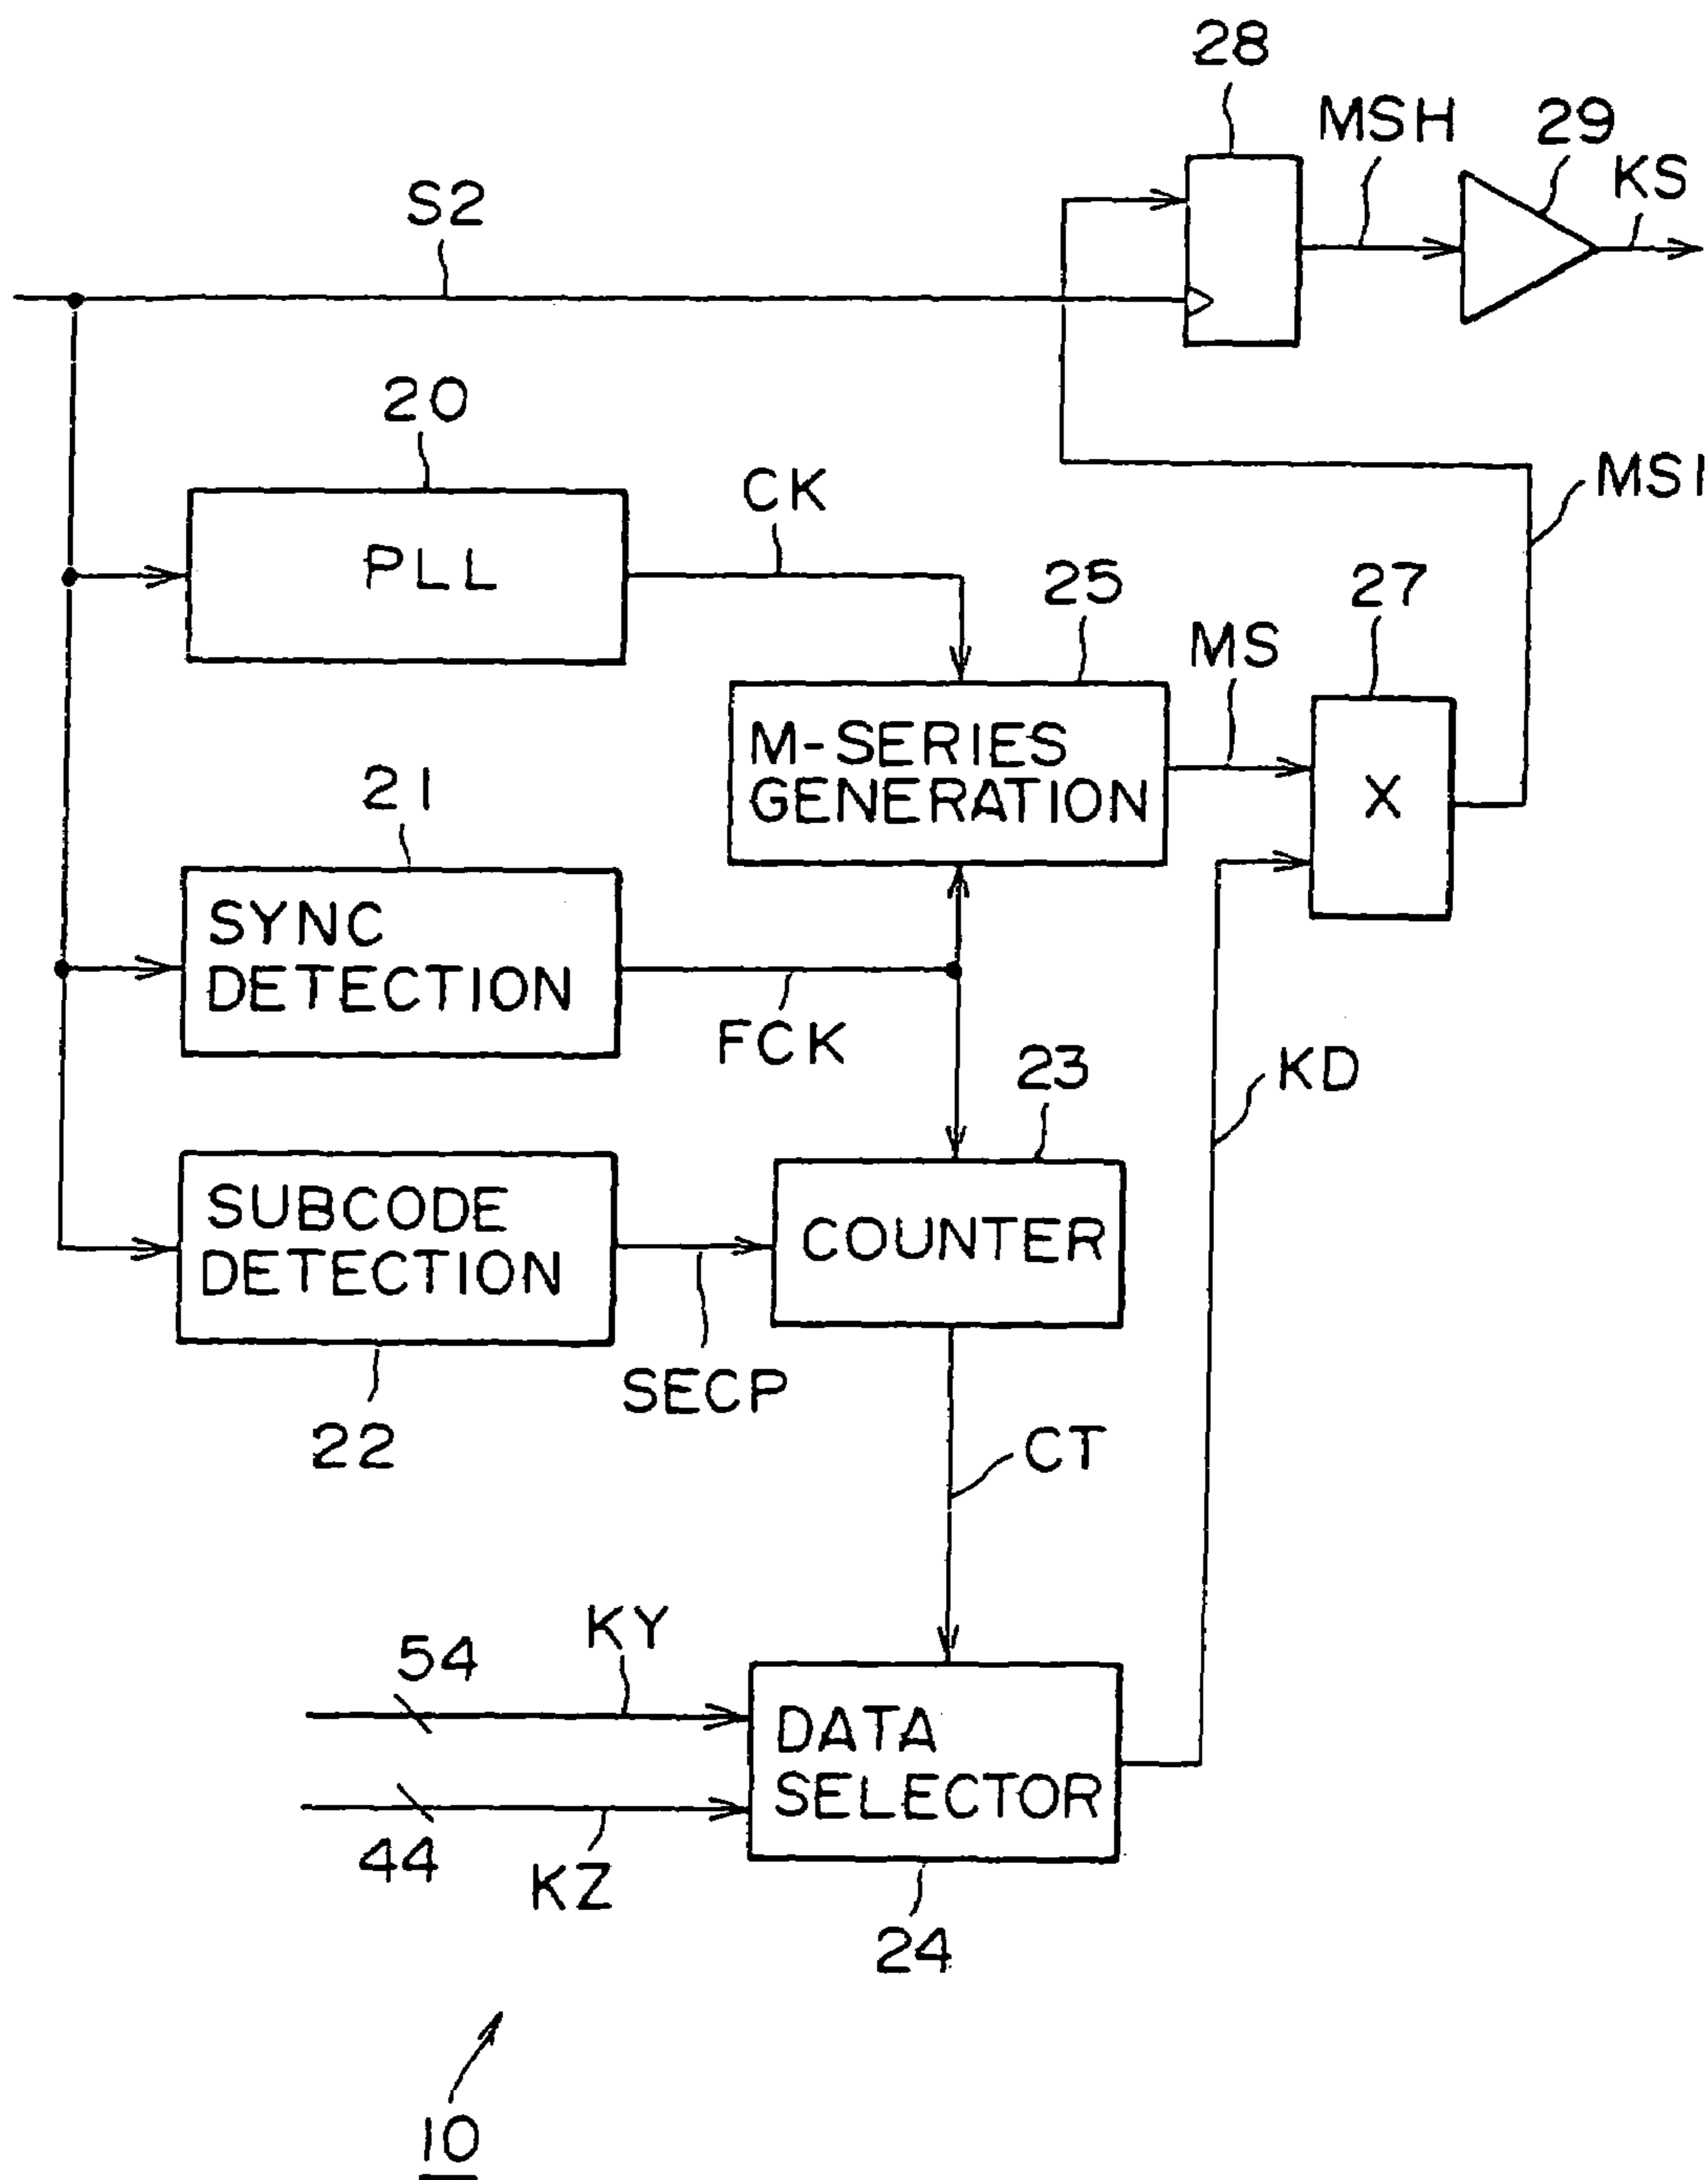 28
MSH
29
KS
S2
20
CK
MS1
PLL
25
27
MS
M-SERIES
GENERATION
X
21
SYNC
DETECTION
FCK
23
KD
SUBCODE
DETECTION
COUNTER
SECP
22
CT
KY
54
DATA
SELECTOR
44
KZ
24
10